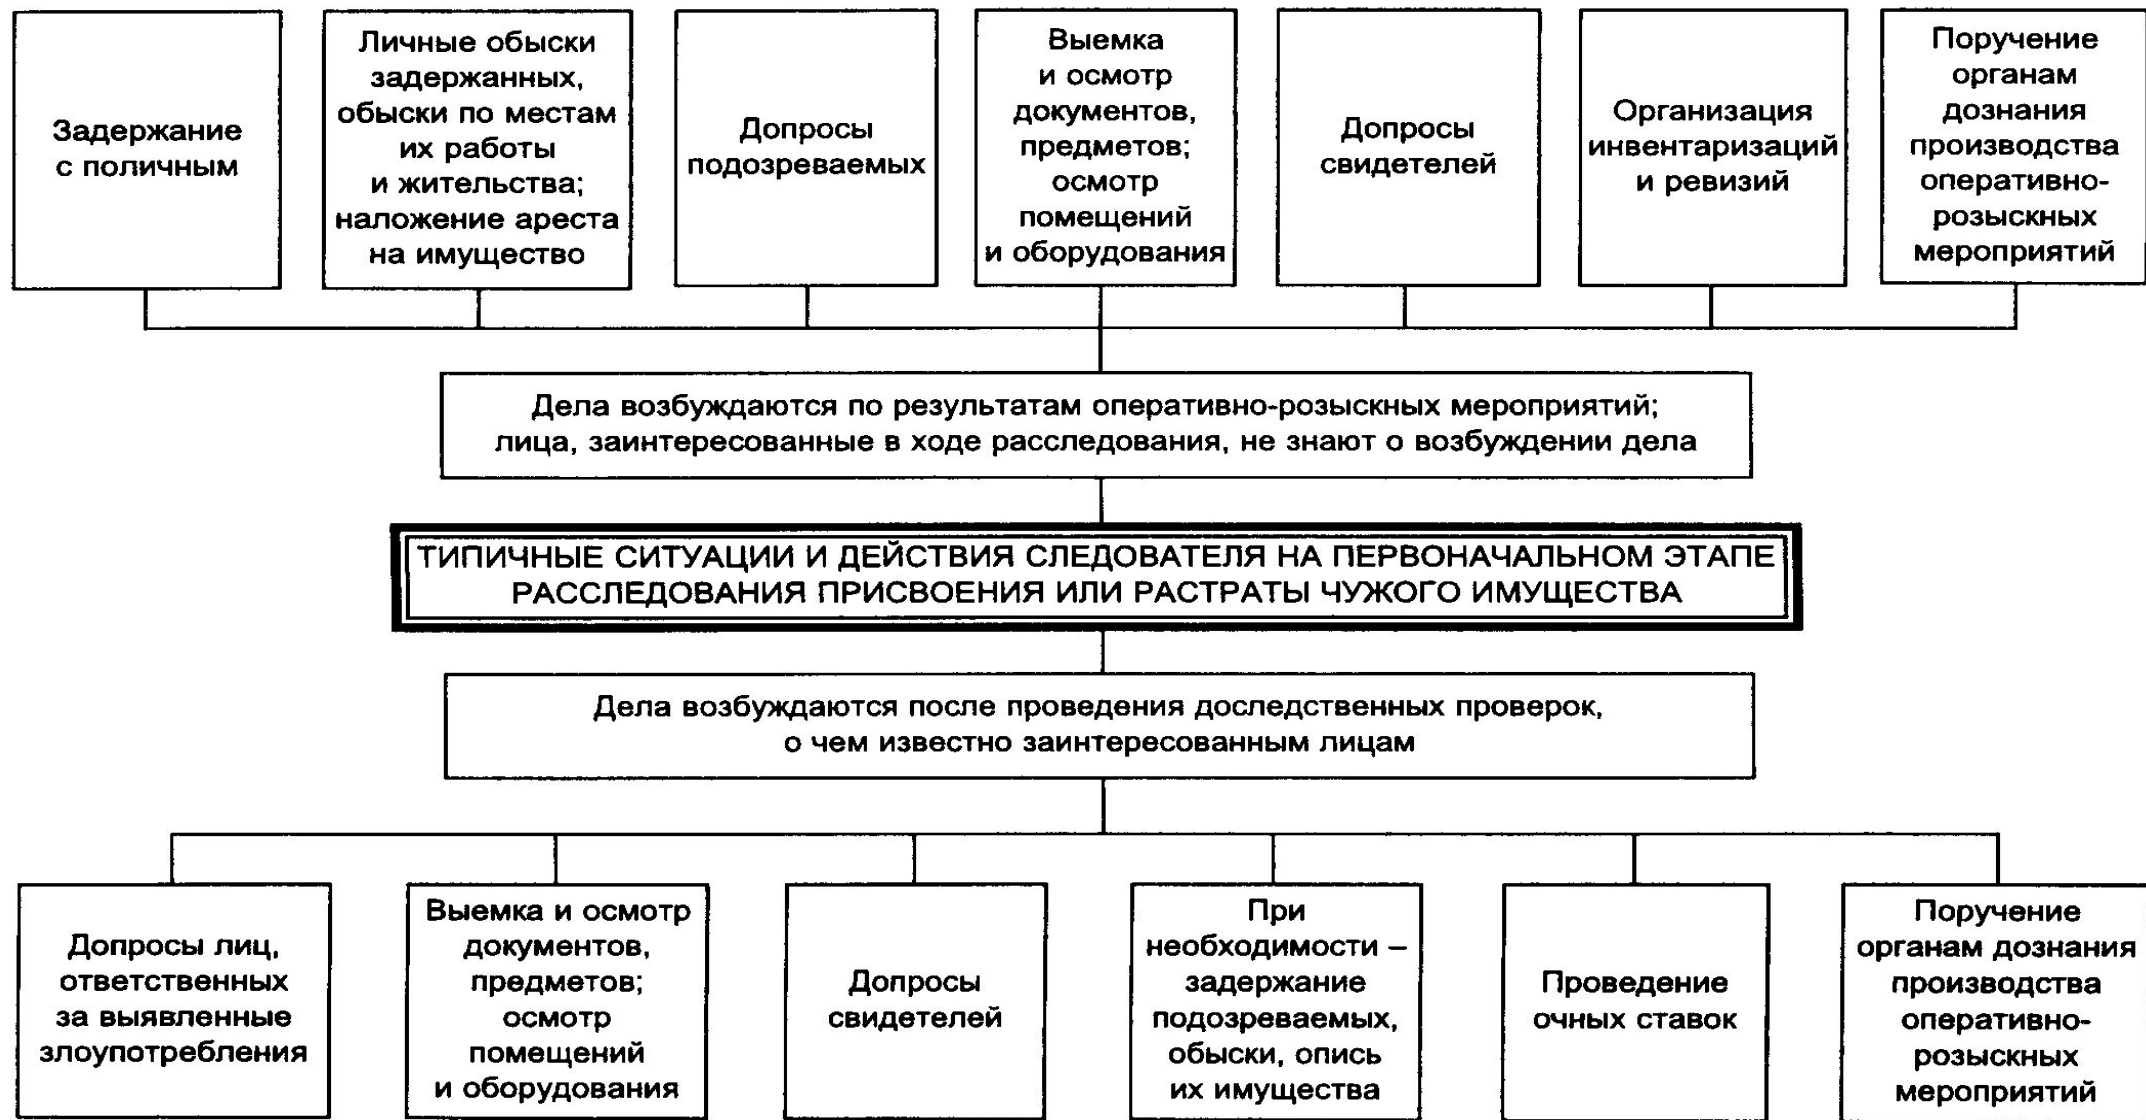 Задержание
с поличным
Личные обыски
задержанных,
обыски по местам
их работы
и жительства;
наложение ареста
на имущество
Допросы
подозреваемых
Выемка
и осмотр
документов,
предметов;
осмотр
помещений
и оборудования
Допросы
свидетелей
Организация
инвентаризаций
и ревизий
Поручение
органам
дознания
производства
оперативно-
розыскных
мероприятий
Дела возбуждаются по результатам оперативно-розыскных мероприятий;
лица, заинтересованные в ходе расследования, не знают о возбуждении дела
ТИПИЧНЫЕ СИТУАЦИИ И ДЕЙСТВИЯ СЛЕДОВАТЕЛЯ НА ПЕРВОНАЧАЛЬНОМ ЭТАПЕ
РАССЛЕДОВАНИЯ ПРИСВОЕНИЯ ИЛИ РАСТРАТЫ ЧУЖОГО ИМУЩЕСТВА
Дела возбуждаются после проведения доследственных проверок,
о чем известно заинтересованным лицам
Допросы лиц,
ответственных
за выявленные
злоупотребления
Выемка и осмотр
документов,
предметов;
осмотр
помещений
и оборудования
Допросы
свидетелей
При
необходимости –
задержание
подозреваемых,
обыски, опись
их имущества
Проведение
очных ставок
Поручение
органам дознания
производства
оперативно-
розыскных
мероприятий